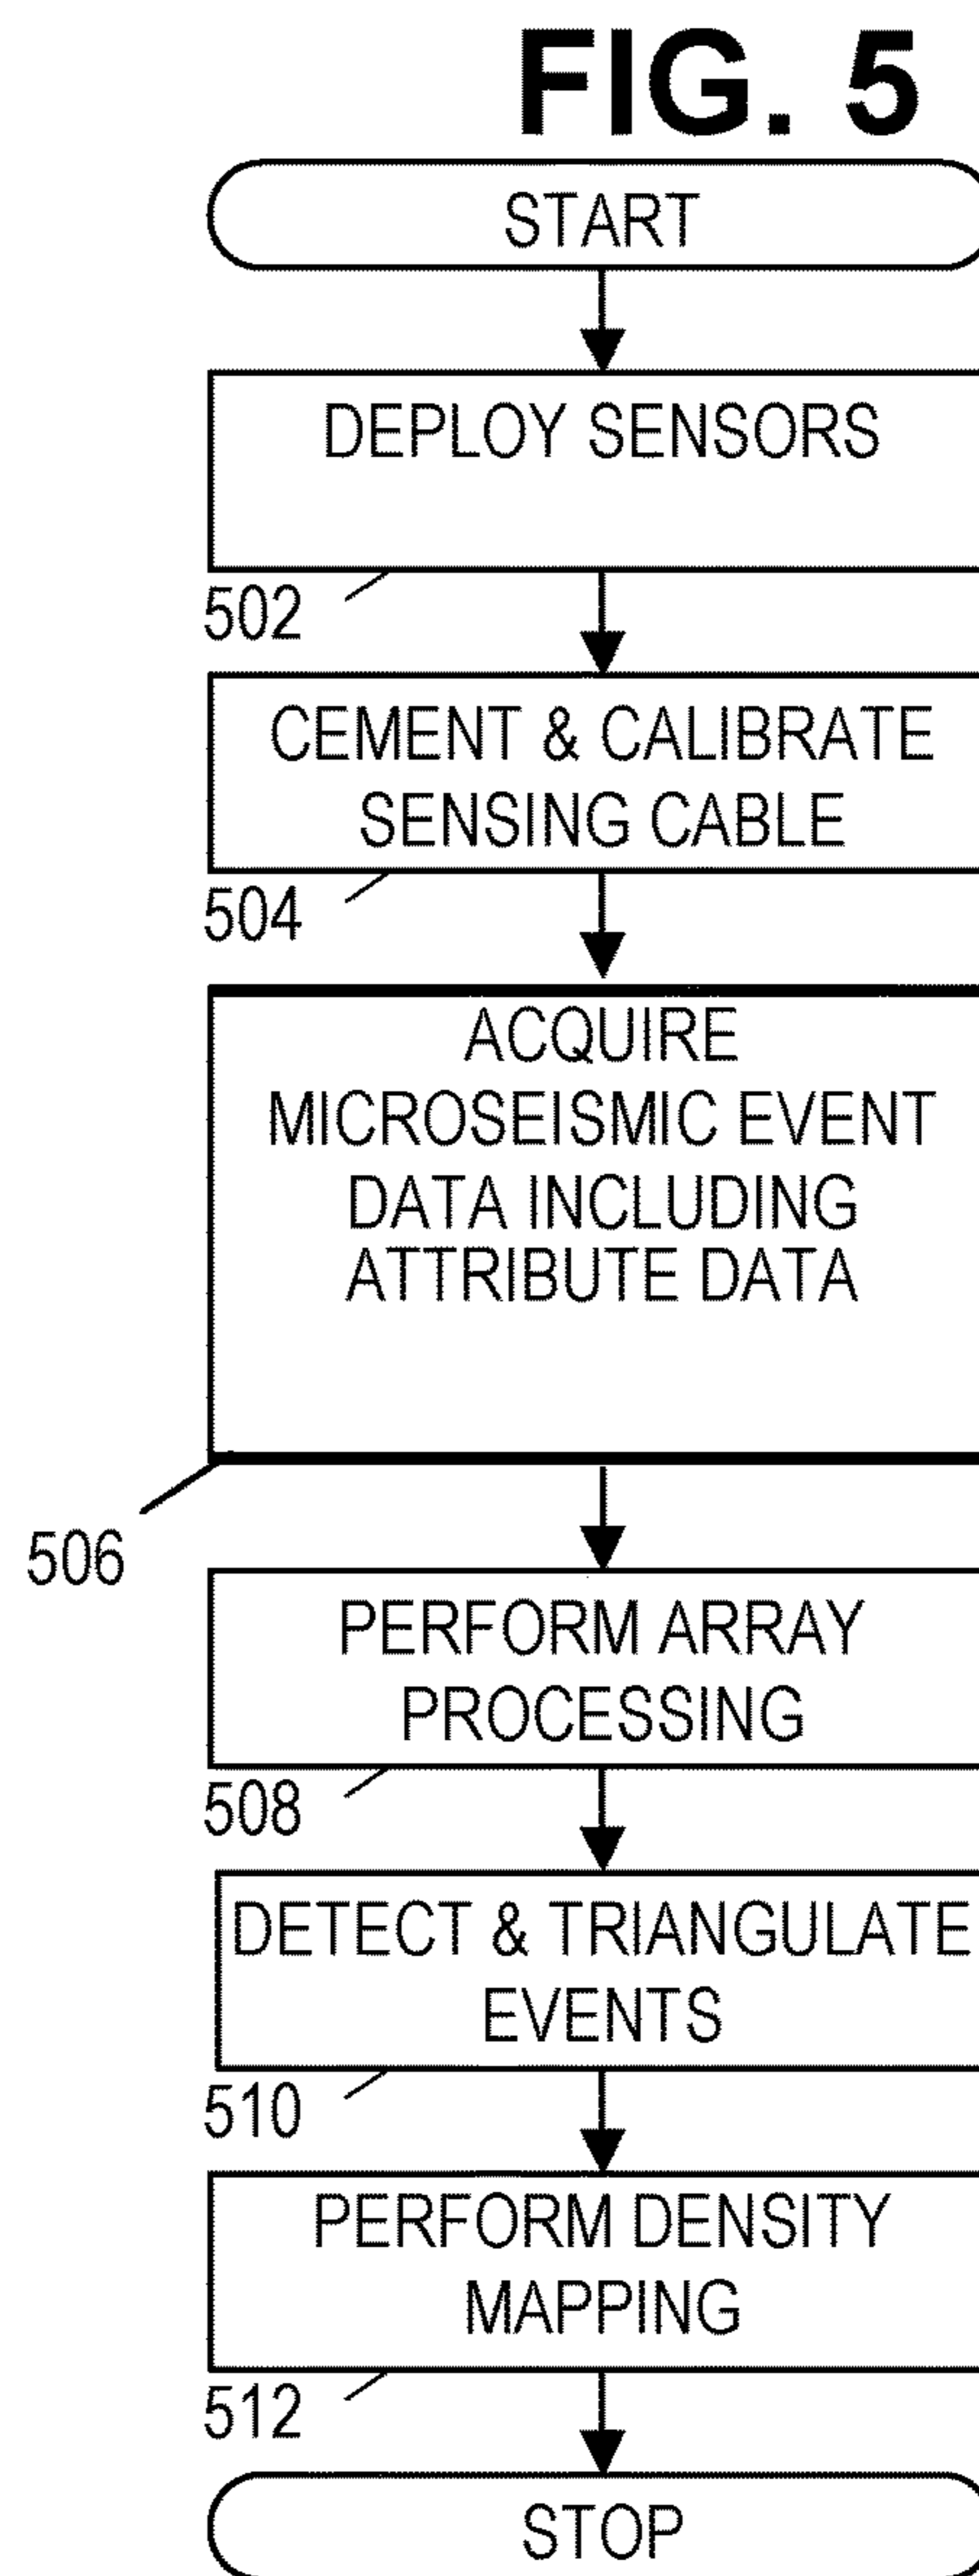 FIG. 5
START
DEPLOY SENSORS
502
CEMENT & CALIBRATE
SENSING CABLE
504
ACQUIRE
MICROSEISMIC EVENT
DATA INCLUDING
ATTRIBUTE DATA
506
PERFORM ARRAY
PROCESSING
508
DETECT & TRIANGULATE
EVENTS
510
PERFORM DENSITY
MAPPING
512
STOP